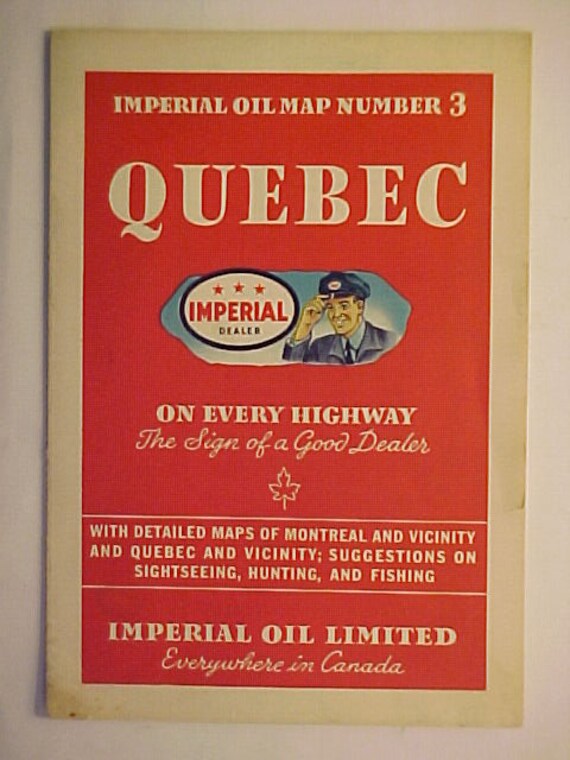 IMPERIAL OIL MAP NUMBER 3
QUEBEC
IMPERIAL
DEALER
ON EVERY HIGHWAY
The Sign of a Good Dealer
WITH DETAILED MAPS OF MONTREAL AND VICINITY
AND QUEBEC AND VICINITY; SUGGESTIONS ON
SIGHTSEEING, HUNTING, AND FISHING
IMPERIAL OIL LIMITED
Everywhere in Canada